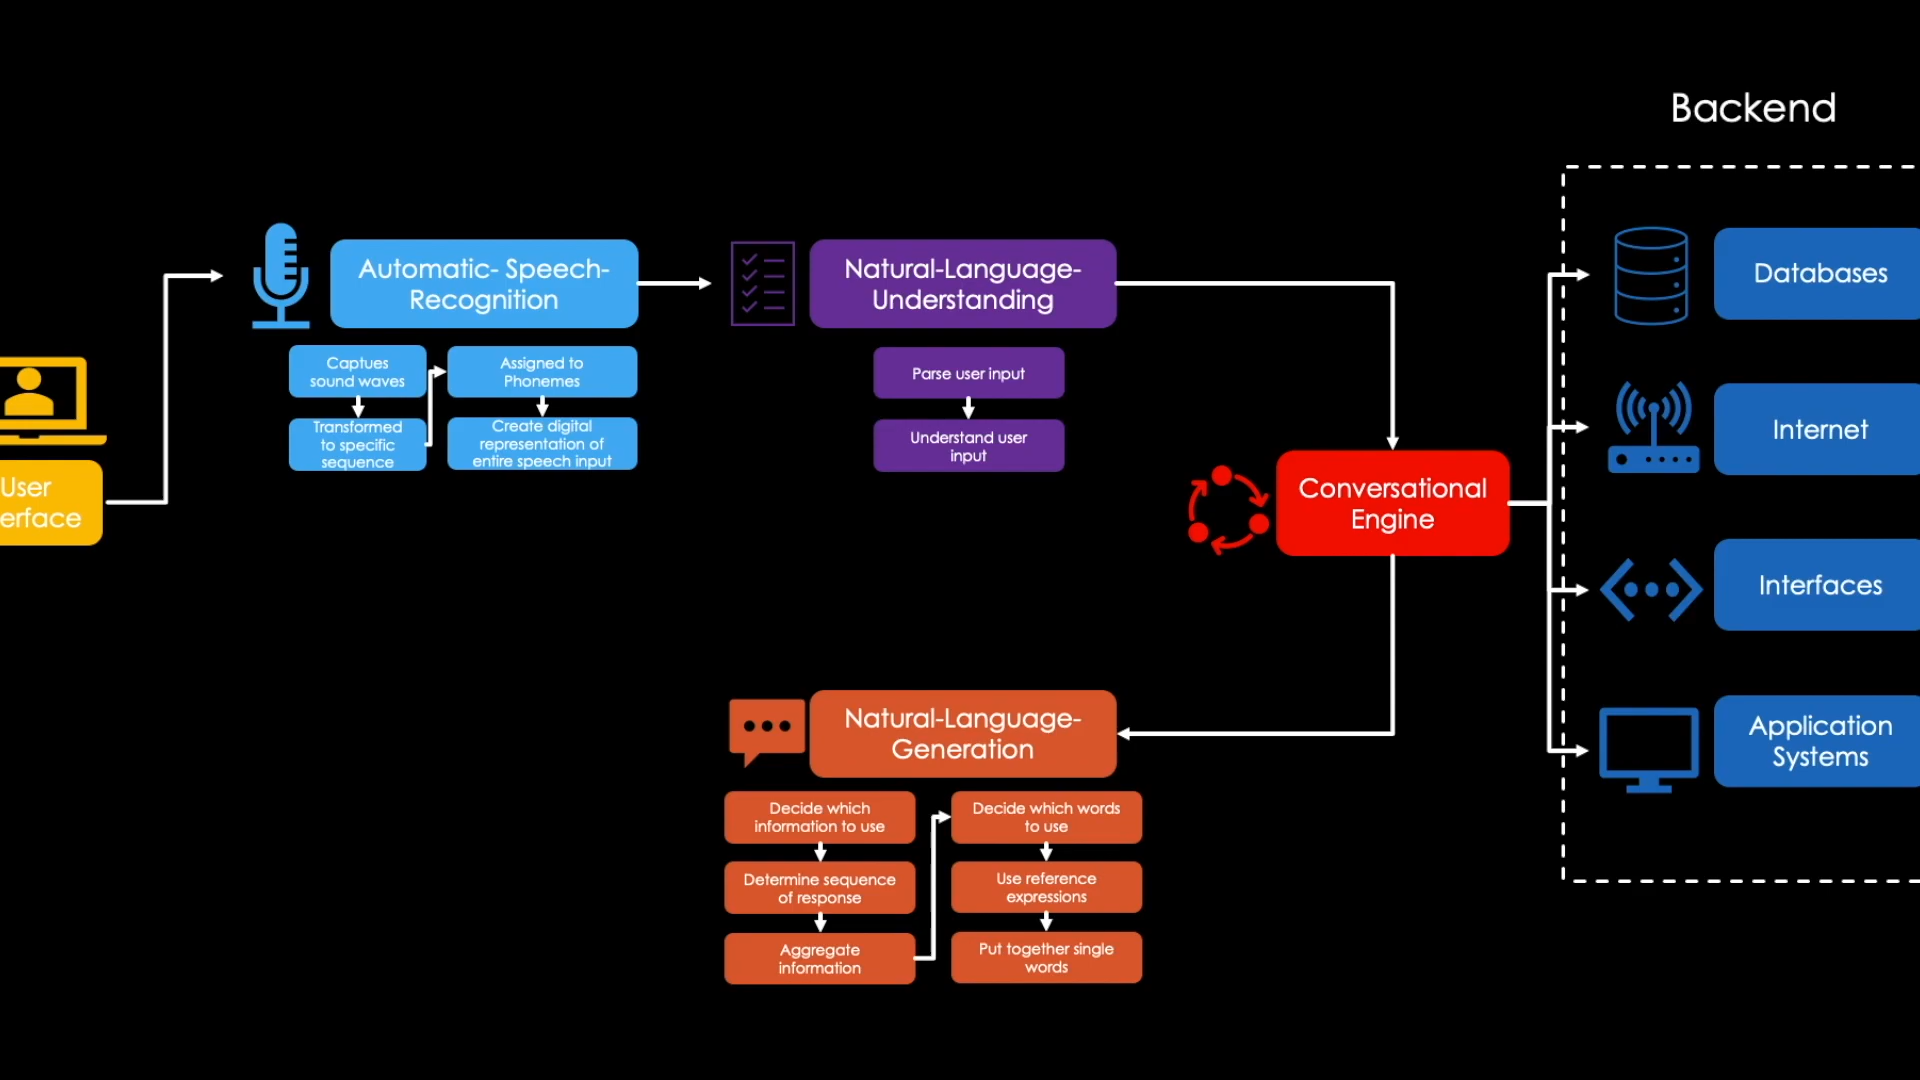 Backend
Automatic- Speech-
Recognition
Natural-Language-
Understanding
Databases
Captues
sound waves
Assigned to
Phonemes
Parse user input
Transformed
to specific
sequence
Create digital
representation of
entire speech input
Understand user
input
Internet
User
erface
Conversational
Engine
Interfaces
Natural-Language-
Generation
Application
Systems
Decide which
information to use
Decide which words
to use
Determine sequence
of response
Use reference
expressions
Aggregate
information
Put together single
words